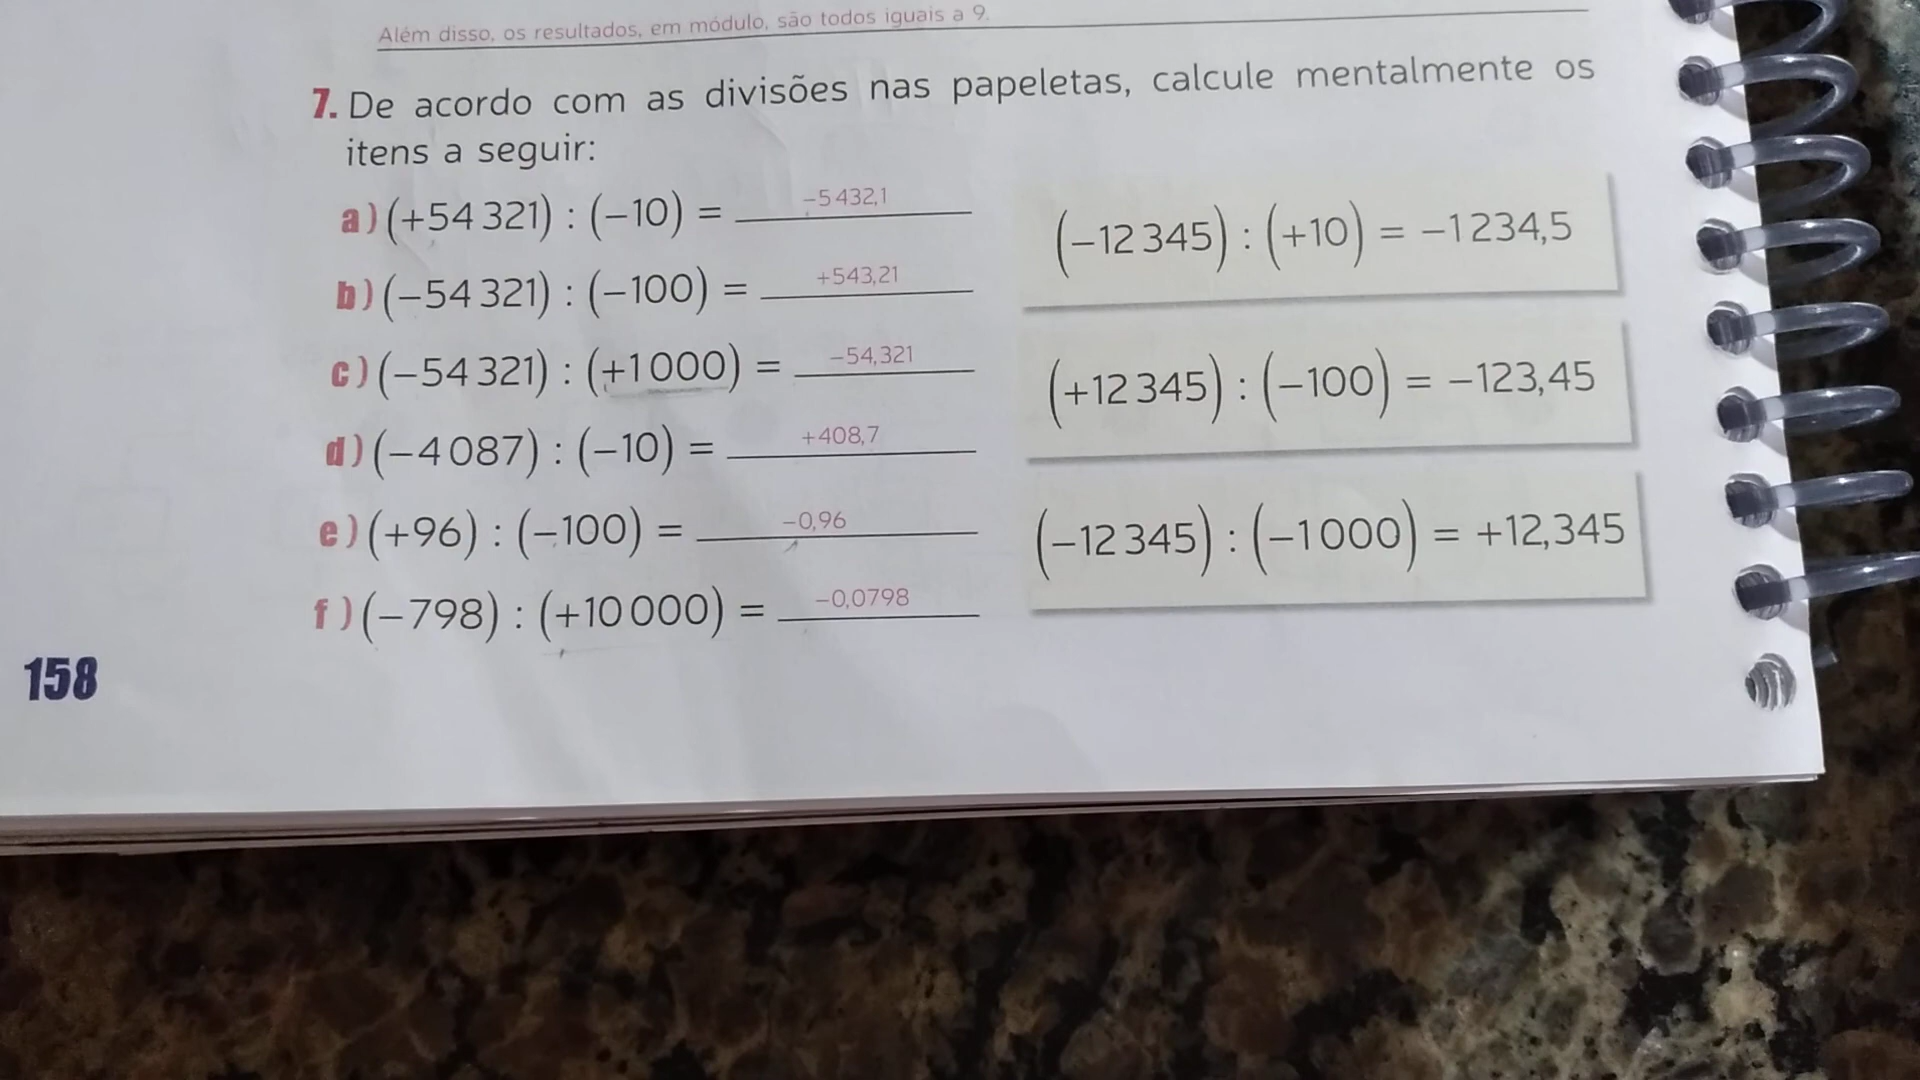 Além disso, os resultados, em módulo, são todos iguais a 9.
7. De acordo com as divisões nas papeletas, calcule mentalmente os
itens a seguir:
a) (+54 321) : (−10) = −5 432,1
b) (−54 321) : (−100) = +543,21
c) (−54 321) : (+1 000) = −54,321
d) (−4 087) : (−10) = +408,7
e) (+96) : (−100) = −0,96
f) (−798) : (+10 000) = −0,0798
(−12 345) : (+10) = −1 234,5
(+12 345) : (−100) = −123,45
(−12 345) : (−1 000) = +12,345
158